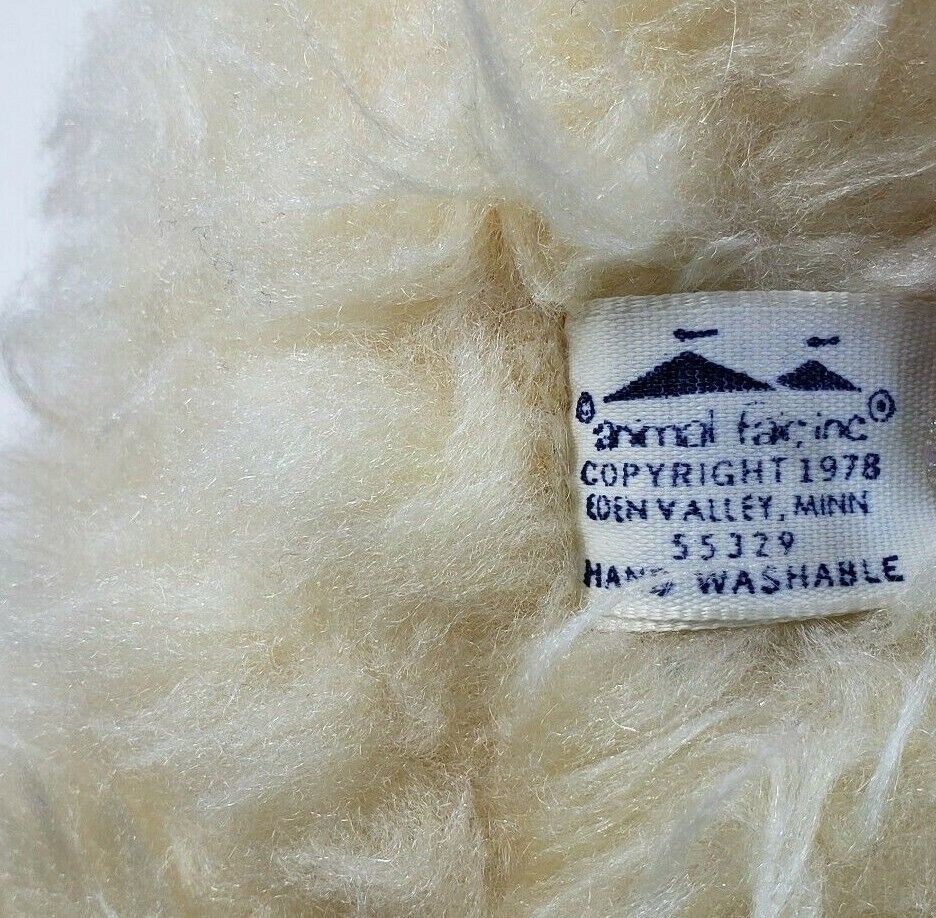 animal fair, inc
COPYRIGHT 1978
EDEN VALLEY, MINN
55329
HAND WASHABLE